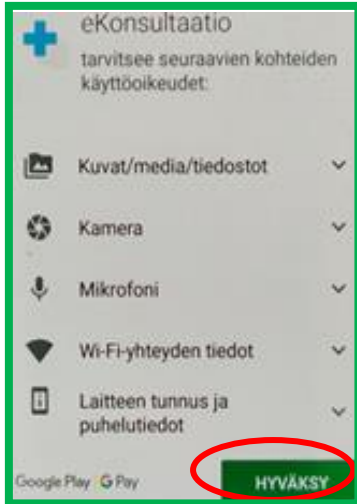 eKonsultaatio
tarvitsee seuraavien kohteiden
käyttöoikeudet:
Kuvat/media/tiedostot
Kamera
Mikrofoni
Wi-Fi-yhteyden tiedot
Laitteen tunnus ja
puhelutiedot
Google Play G Pay
HYVÄKSY